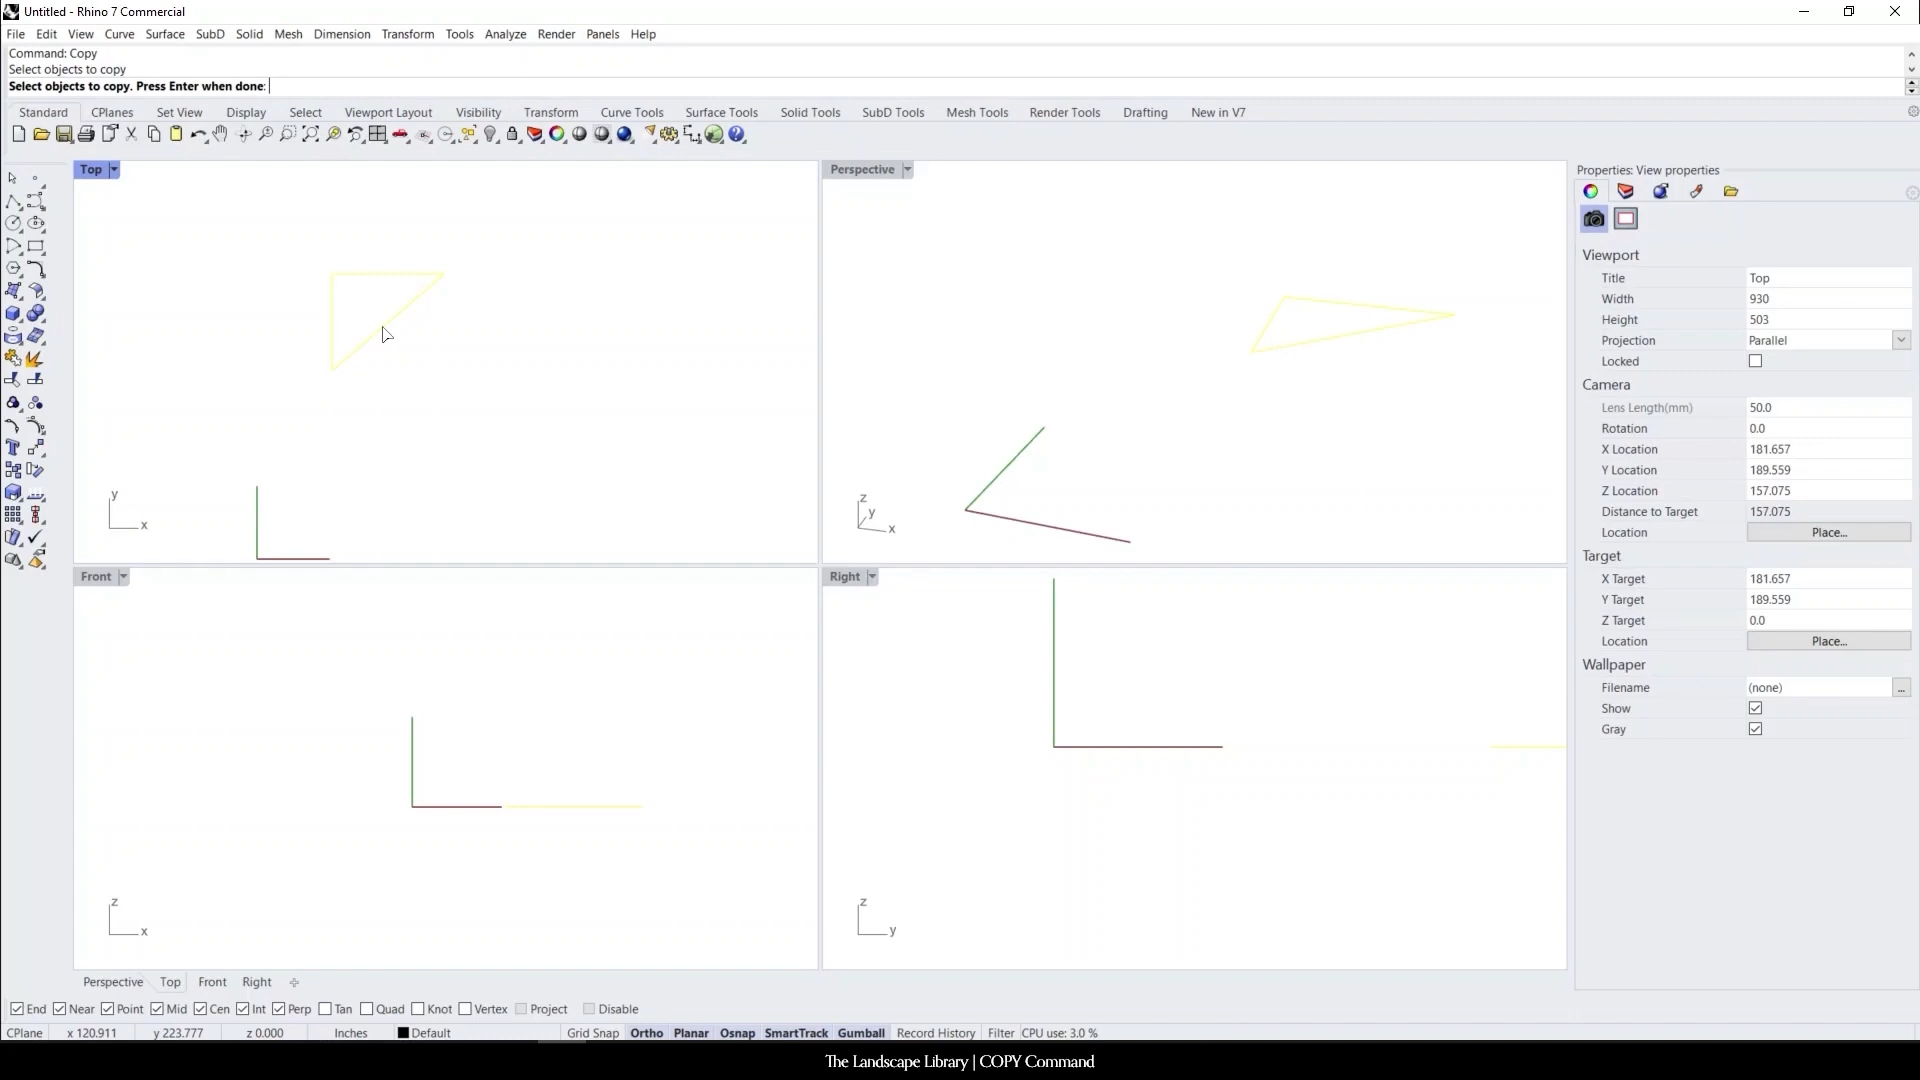 Untitled - Rhino 7 Commercial
File Edit View Curve Surface SubD Solid Mesh Dimension Transform Tools Analyze Render Panels Help
Command: Copy
Select objects to copy
Select objects to copy. Press Enter when done:
Standard CPlanes Set View Display Select Viewport Layout Visibility Transform Curve Tools Surface Tools Solid Tools SubD Tools Mesh Tools Render Tools Drafting New in V7
Top
y
x
Perspective
z
y
x
Front
z
x
Right
z
y
Properties: View properties
Viewport
Title Top
Width 930
Height 503
Projection Parallel
Locked
Camera
Lens Length(mm) 50.0
Rotation 0.0
X Location 181.657
Y Location 189.559
Z Location 157.075
Distance to Target 157.075
Location Place...
Target
X Target 181.657
Y Target 189.559
Z Target 0.0
Location Place...
Wallpaper
Filename (none) ...
Show
Gray
Perspective Top Front Right
End Near Point Mid Cen Int Perp Tan Quad Knot Vertex Project Disable
CPlane x 120.911 y 223.777 z 0.000 Inches Default Grid Snap Ortho Planar Osnap SmartTrack Gumball Record History Filter CPU use: 3.0 %
The Landscape Library | COPY Command